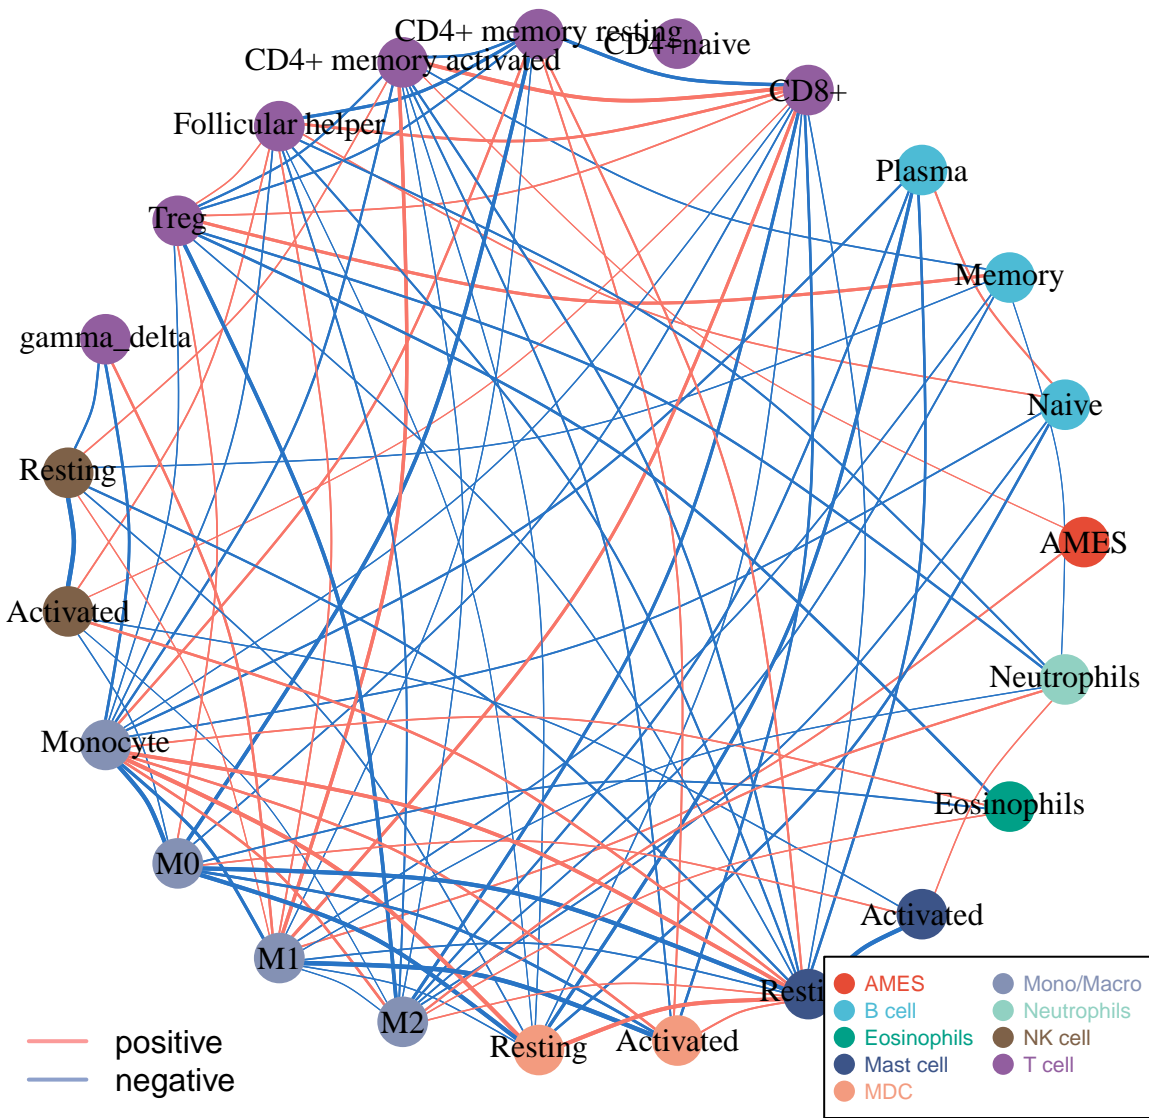 CD4+ memory resting
CD4+naive
CD4+ memory activated
CD8+
Follicular helper
Plasma
Treg
Memory
gamma_delta
Naive
Resting
AMES
Activated
Neutrophils
Monocyte
Eosinophils
M0
Activated
M1
Resti
M2
Resting
Activated
positive
negative
AMES
B cell
Eosinophils
Mast cell
MDC
Mono/Macro
Neutrophils
NK cell
T cell